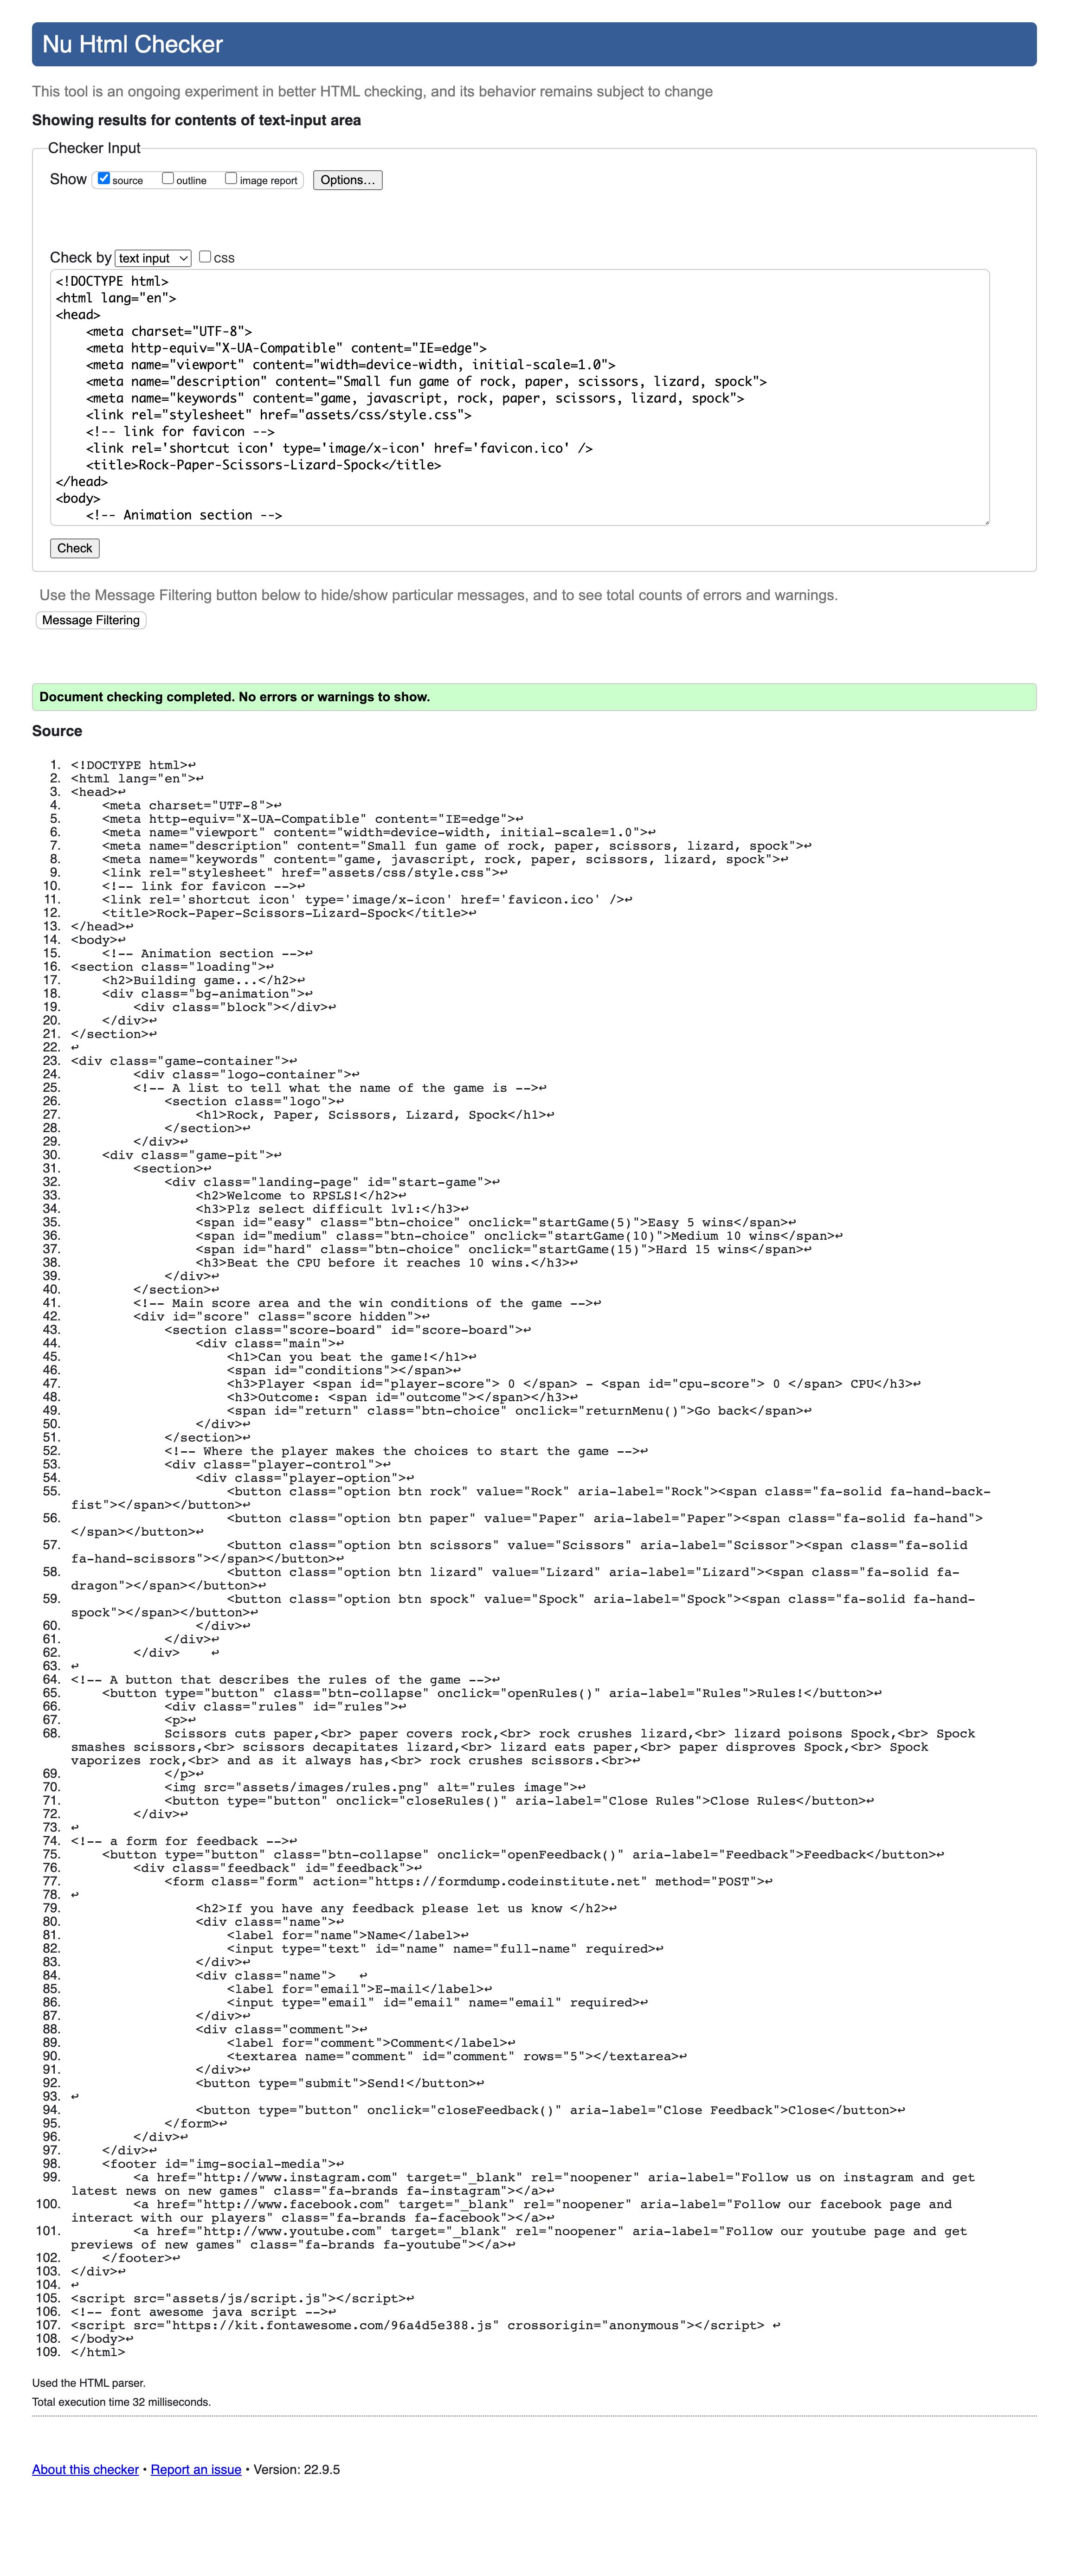 Nu Html Checker
This tool is an ongoing experiment in better HTML checking, and its behavior remains subject to change
Showing results for contents of text-input area
Checker Input
Show source outline image report Options...
Check by text input CSS
<!DOCTYPE html>
<html lang="en">
<head>
    <meta charset="UTF-8">
    <meta http-equiv="X-UA-Compatible" content="IE=edge">
    <meta name="viewport" content="width=device-width, initial-scale=1.0">
    <meta name="description" content="Small fun game of rock, paper, scissors, lizard, spock">
    <meta name="keywords" content="game, javascript, rock, paper, scissors, lizard, spock">
    <link rel="stylesheet" href="assets/css/style.css">
    <!-- link for favicon -->
    <link rel='shortcut icon' type='image/x-icon' href='favicon.ico' />
    <title>Rock-Paper-Scissors-Lizard-Spock</title>
</head>
<body>
    <!-- Animation section -->
Check
Use the Message Filtering button below to hide/show particular messages, and to see total counts of errors and warnings.
Message Filtering
Document checking completed. No errors or warnings to show.
Source
1. <!DOCTYPE html>↩
2. <html lang="en">↩
3. <head>↩
4.     <meta charset="UTF-8">↩
5.     <meta http-equiv="X-UA-Compatible" content="IE=edge">↩
6.     <meta name="viewport" content="width=device-width, initial-scale=1.0">↩
7.     <meta name="description" content="Small fun game of rock, paper, scissors, lizard, spock">↩
8.     <meta name="keywords" content="game, javascript, rock, paper, scissors, lizard, spock">↩
9.     <link rel="stylesheet" href="assets/css/style.css">↩
10.     <!-- link for favicon -->↩
11.     <link rel='shortcut icon' type='image/x-icon' href='favicon.ico' />↩
12.     <title>Rock-Paper-Scissors-Lizard-Spock</title>↩
13. </head>↩
14. <body>↩
15.     <!-- Animation section -->↩
16. <section class="loading">↩
17.     <h2>Building game...</h2>↩
18.     <div class="bg-animation">↩
19.         <div class="block"></div>↩
20.     </div>↩
21. </section>↩
22. ↩
23. <div class="game-container">↩
24.         <div class="logo-container">↩
25.         <!-- A list to tell what the name of the game is -->↩
26.             <section class="logo">↩
27.                 <h1>Rock, Paper, Scissors, Lizard, Spock</h1>↩
28.             </section>↩
29.         </div>↩
30.     <div class="game-pit">↩
31.         <section>↩
32.             <div class="landing-page" id="start-game">↩
33.                 <h2>Welcome to RPSLS!</h2>↩
34.                 <h3>Plz select difficult lvl:</h3>↩
35.                 <span id="easy" class="btn-choice" onclick="startGame(5)">Easy 5 wins</span>↩
36.                 <span id="medium" class="btn-choice" onclick="startGame(10)">Medium 10 wins</span>↩
37.                 <span id="hard" class="btn-choice" onclick="startGame(15)">Hard 15 wins</span>↩
38.                 <h3>Beat the CPU before it reaches 10 wins.</h3>↩
39.             </div>↩
40.         </section>↩
41.         <!-- Main score area and the win conditions of the game -->↩
42.         <div id="score" class="score hidden">↩
43.             <section class="score-board" id="score-board">↩
44.                 <div class="main">↩
45.                     <h1>Can you beat the game!</h1>↩
46.                     <span id="conditions"></span>↩
47.                     <h3>Player <span id="player-score"> 0 </span> - <span id="cpu-score"> 0 </span> CPU</h3>↩
48.                     <h3>Outcome: <span id="outcome"></span></h3>↩
49.                     <span id="return" class="btn-choice" onclick="returnMenu()">Go back</span>↩
50.                 </div>↩
51.             </section>↩
52.             <!-- Where the player makes the choices to start the game -->↩
53.             <div class="player-control">↩
54.                 <div class="player-option">↩
55.                     <button class="option btn rock" value="Rock" aria-label="Rock"><span class="fa-solid fa-hand-back-
fist"></span></button>↩
56.                     <button class="option btn paper" value="Paper" aria-label="Paper"><span class="fa-solid fa-hand">
</span></button>↩
57.                     <button class="option btn scissors" value="Scissors" aria-label="Scissor"><span class="fa-solid
fa-hand-scissors"></span></button>↩
58.                     <button class="option btn lizard" value="Lizard" aria-label="Lizard"><span class="fa-solid fa-
dragon"></span></button>↩
59.                     <button class="option btn spock" value="Spock" aria-label="Spock"><span class="fa-solid fa-hand-
spock"></span></button>↩
60.                 </div>↩
61.             </div>↩
62.         </div>    ↩
63. ↩
64. <!-- A button that describes the rules of the game -->↩
65.     <button type="button" class="btn-collapse" onclick="openRules()" aria-label="Rules">Rules!</button>↩
66.             <div class="rules" id="rules">↩
67.             <p>↩
68.             Scissors cuts paper,<br> paper covers rock,<br> rock crushes lizard,<br> lizard poisons Spock,<br> Spock
smashes scissors,<br> scissors decapitates lizard,<br> lizard eats paper,<br> paper disproves Spock,<br> Spock
vaporizes rock,<br> and as it always has,<br> rock crushes scissors.<br>↩
69.             </p>↩
70.             <img src="assets/images/rules.png" alt="rules image">↩
71.             <button type="button" onclick="closeRules()" aria-label="Close Rules">Close Rules</button>↩
72.         </div>↩
73. ↩
74. <!-- a form for feedback -->↩
75.     <button type="button" class="btn-collapse" onclick="openFeedback()" aria-label="Feedback">Feedback</button>↩
76.         <div class="feedback" id="feedback">↩
77.             <form class="form" action="https://formdump.codeinstitute.net" method="POST">↩
78. ↩
79.                 <h2>If you have any feedback please let us know </h2>↩
80.                 <div class="name">↩
81.                     <label for="name">Name</label>↩
82.                     <input type="text" id="name" name="full-name" required>↩
83.                 </div>↩
84.                 <div class="name">   ↩
85.                     <label for="email">E-mail</label>↩
86.                     <input type="email" id="email" name="email" required>↩
87.                 </div>↩
88.                 <div class="comment">↩
89.                     <label for="comment">Comment</label>↩
90.                     <textarea name="comment" id="comment" rows="5"></textarea>↩
91.                 </div>↩
92.                 <button type="submit">Send!</button>↩
93. ↩
94.                 <button type="button" onclick="closeFeedback()" aria-label="Close Feedback">Close</button>↩
95.             </form>↩
96.         </div>↩
97.     </div>↩
98.     <footer id="img-social-media">↩
99.         <a href="http://www.instagram.com" target="_blank" rel="noopener" aria-label="Follow us on instagram and get
latest news on new games" class="fa-brands fa-instagram"></a>↩
100.         <a href="http://www.facebook.com" target="_blank" rel="noopener" aria-label="Follow our facebook page and
interact with our players" class="fa-brands fa-facebook"></a>↩
101.         <a href="http://www.youtube.com" target="_blank" rel="noopener" aria-label="Follow our youtube page and get
previews of new games" class="fa-brands fa-youtube"></a>↩
102.     </footer>↩
103. </div>↩
104. ↩
105. <script src="assets/js/script.js"></script>↩
106. <!-- font awesome java script -->↩
107. <script src="https://kit.fontawesome.com/96a4d5e388.js" crossorigin="anonymous"></script> ↩
108. </body>↩
109. </html>
Used the HTML parser.
Total execution time 32 milliseconds.
About this checker • Report an issue • Version: 22.9.5